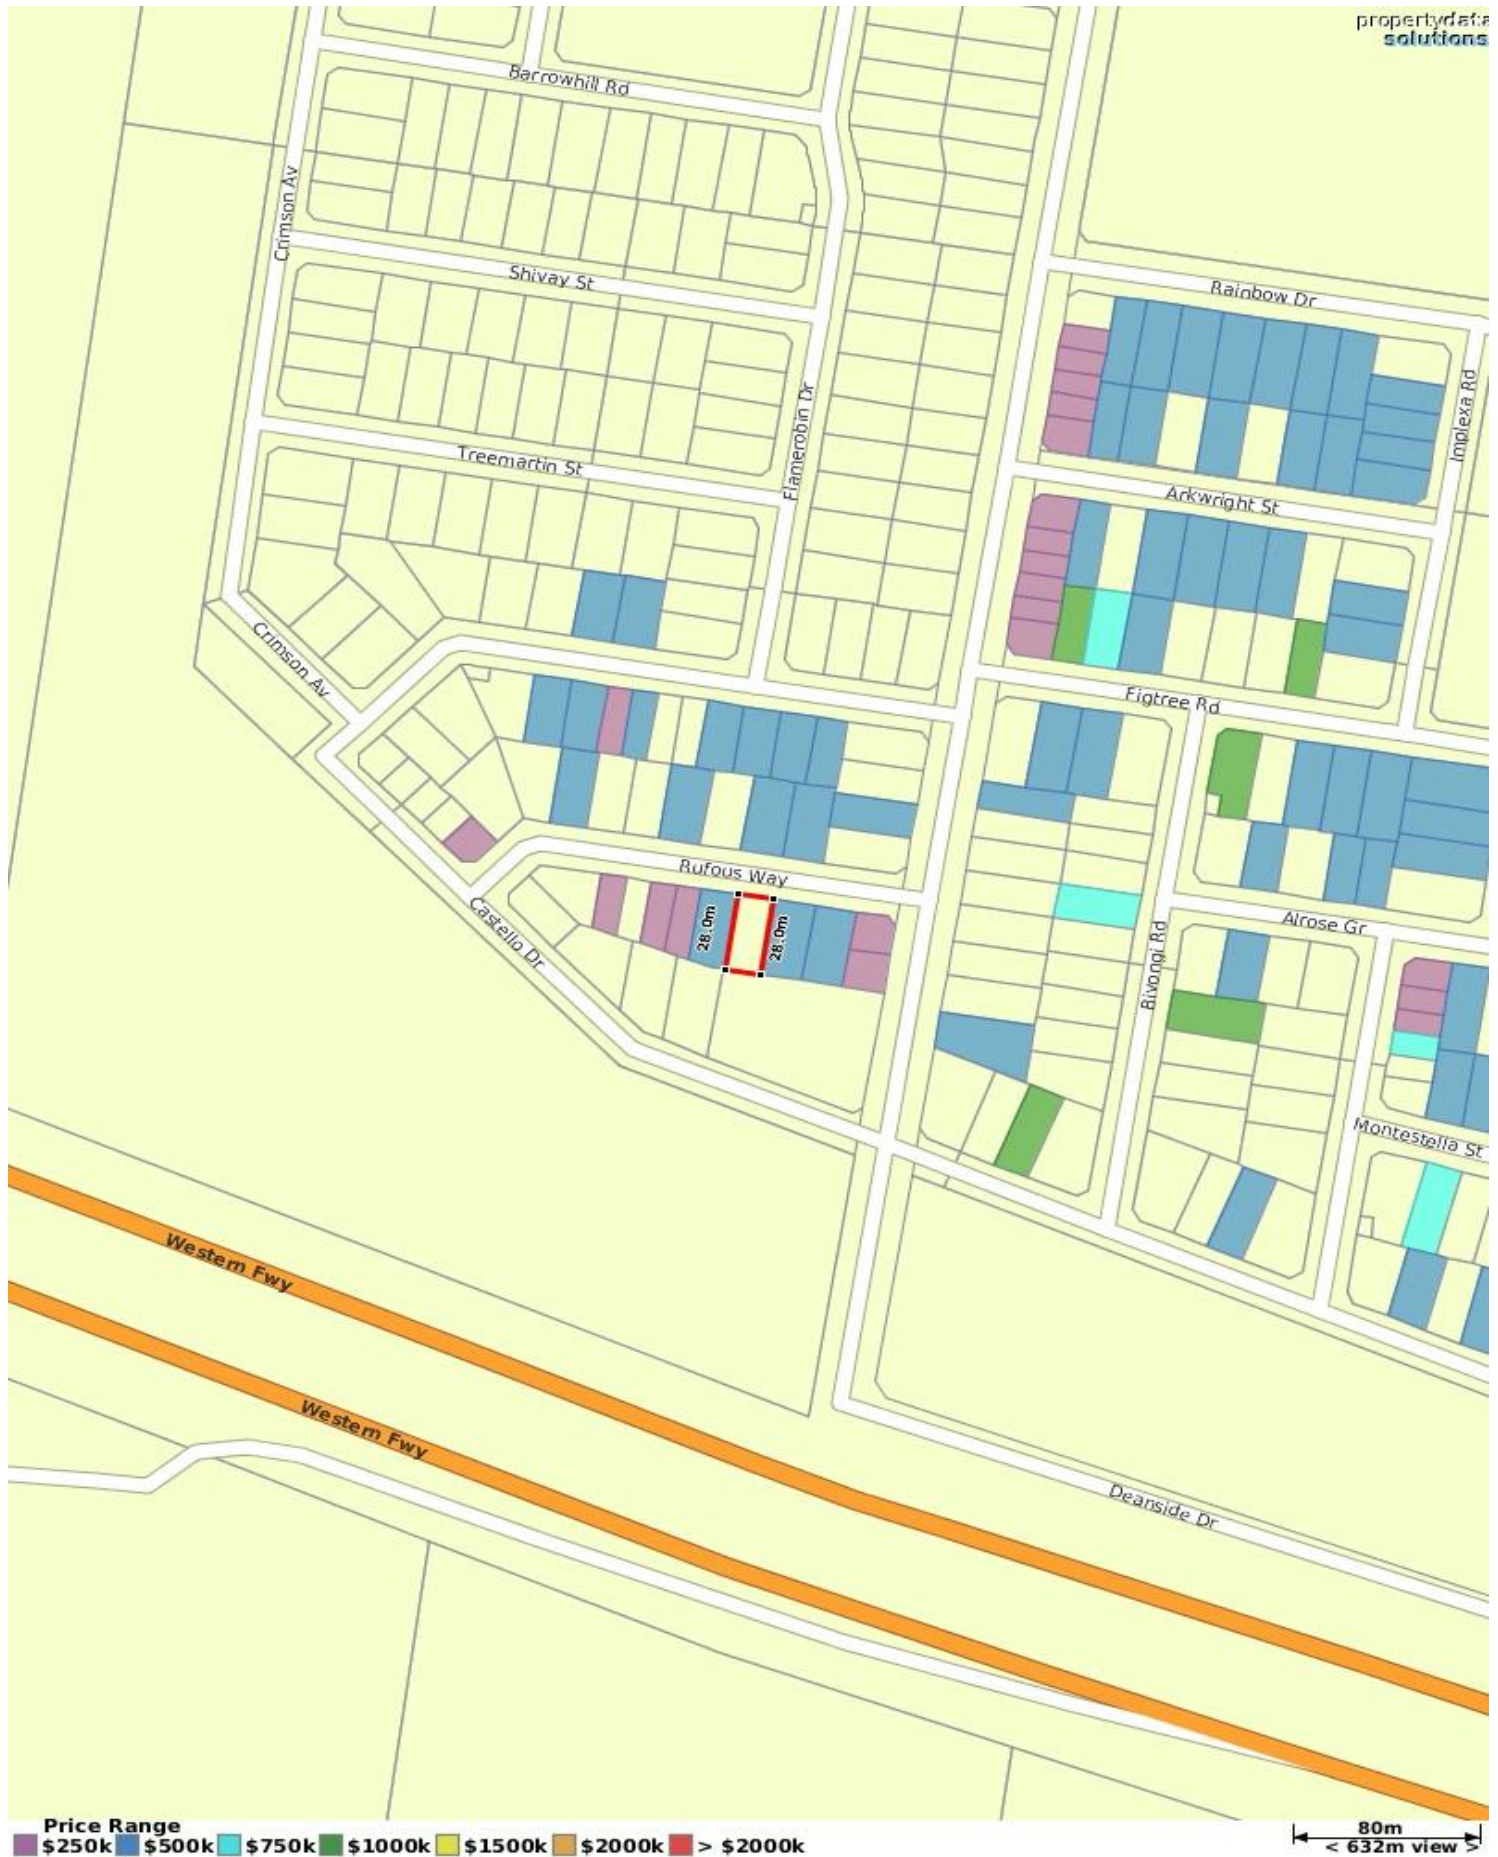 propertydata
solutions
Barrowhill Rd
Crimson Av
Shivay St
Rainbow Dr
Implexa Rd
Flamerobin Dr
Treemartin St
Arkwright St
Crimson Av
Figtree Rd
Rufous Way
28.0m
28.0m
Castello Dr
Alrose Gr
Bivongi Rd
Montestella St
Western Fwy
Western Fwy
Deanside Dr
Price Range
$250k $500k $750k $1000k $1500k $2000k > $2000k
80m
< 632m view >